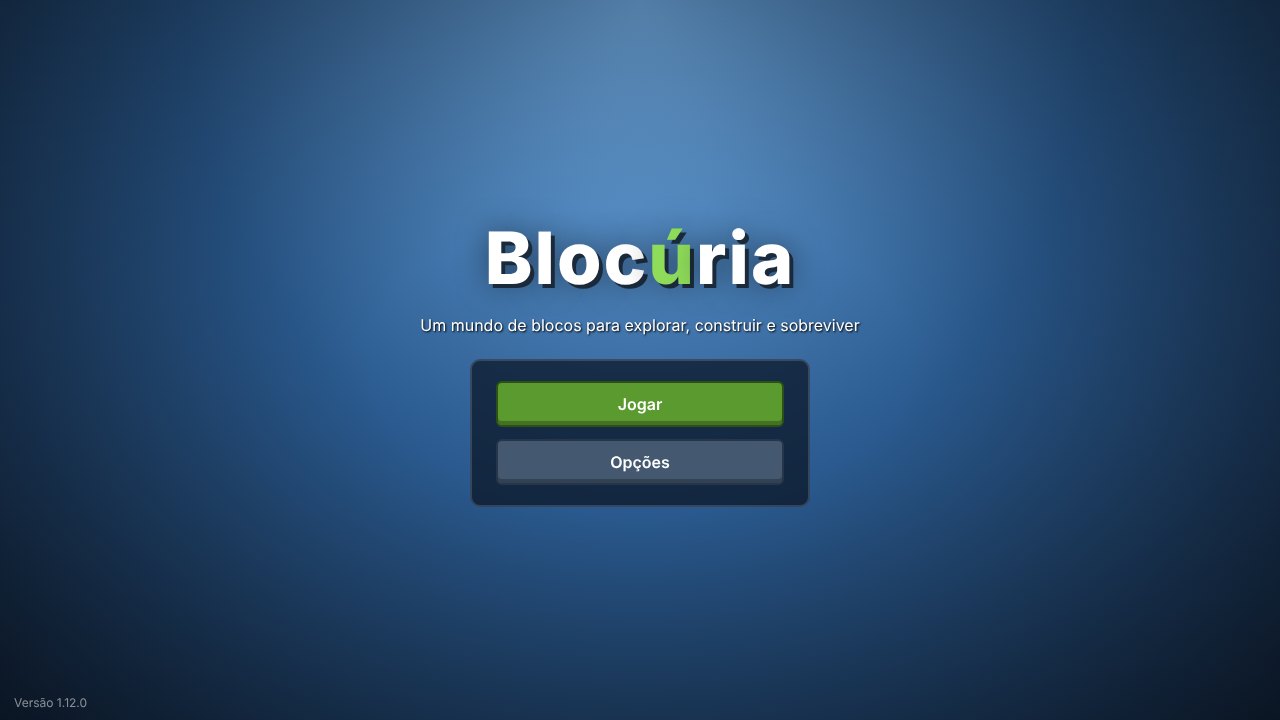 Blocúria
Um mundo de blocos para explorar, construir e sobreviver
Jogar
Opções
Versão 1.12.0